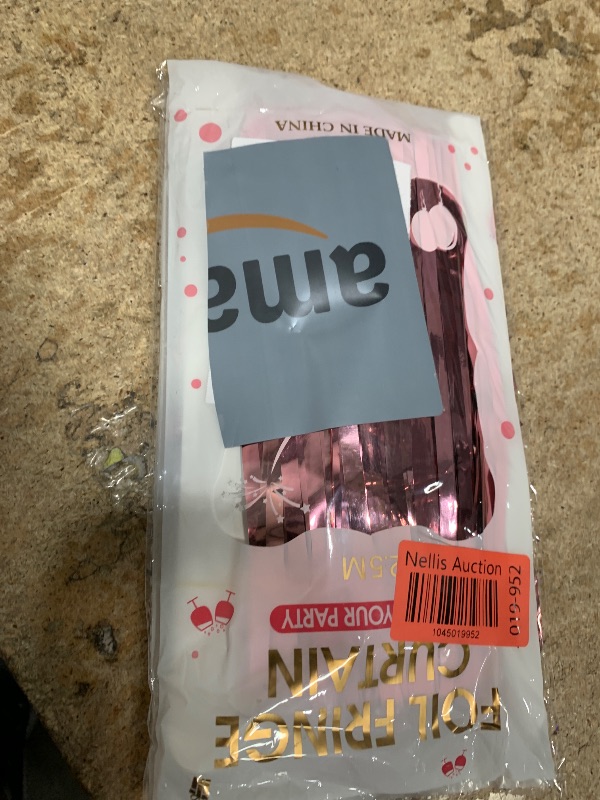 FOIL FRINGE
CURTAIN
YOUR PARTY
2.5M
ama
MADE IN CHINA
Nellis Auction
1045019952
019-952